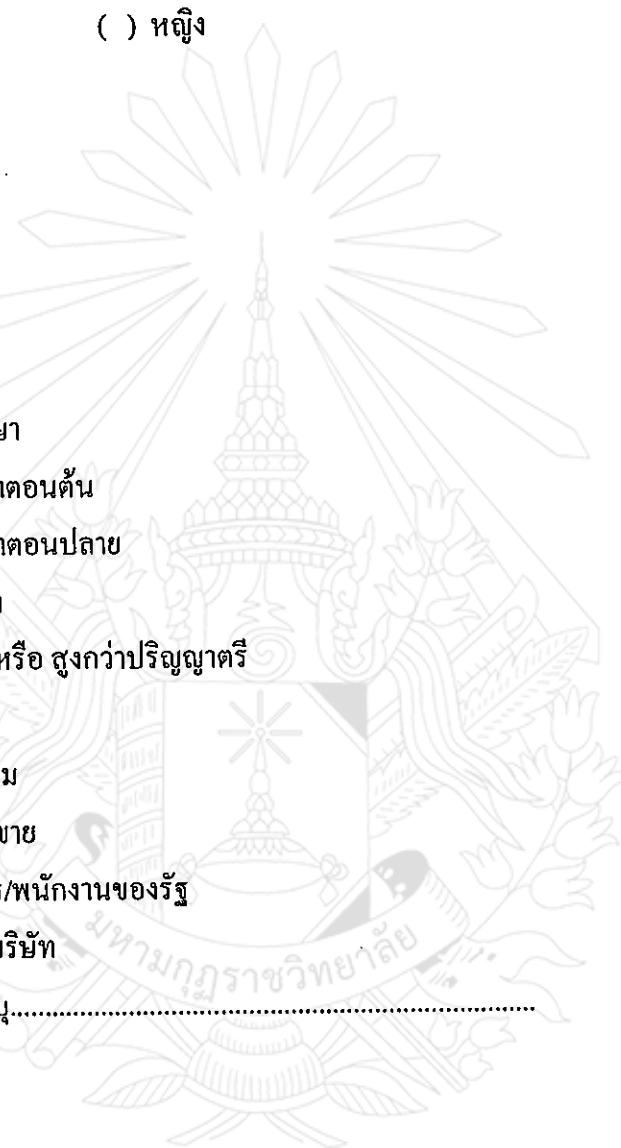 ( ) หญิง
ยา
ตอนต้น
ตอนปลาย
หรือ สูงกว่าปริญญาตรี
ม
ขาย
/พนักงานของรัฐ
ริษัท
มหามกุฏราชวิทยาลัย
..........................................................................................